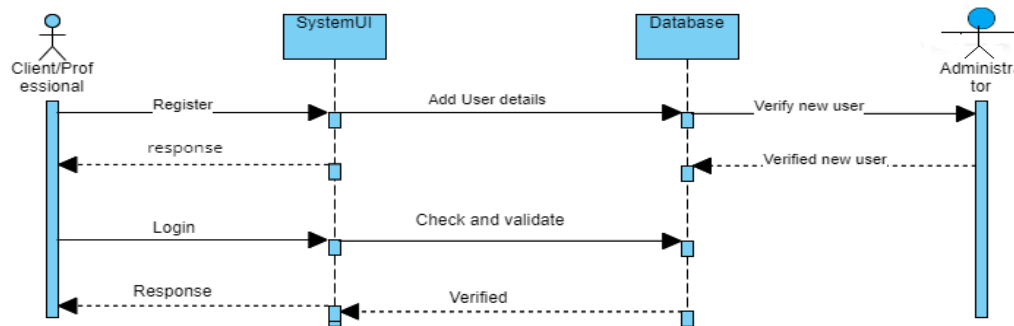 SystemUI
Database
Client/Prof
essional
Administra
tor
Register
Add User details
Verify new user
response
Verified new user
Login
Check and validate
Response
Verified